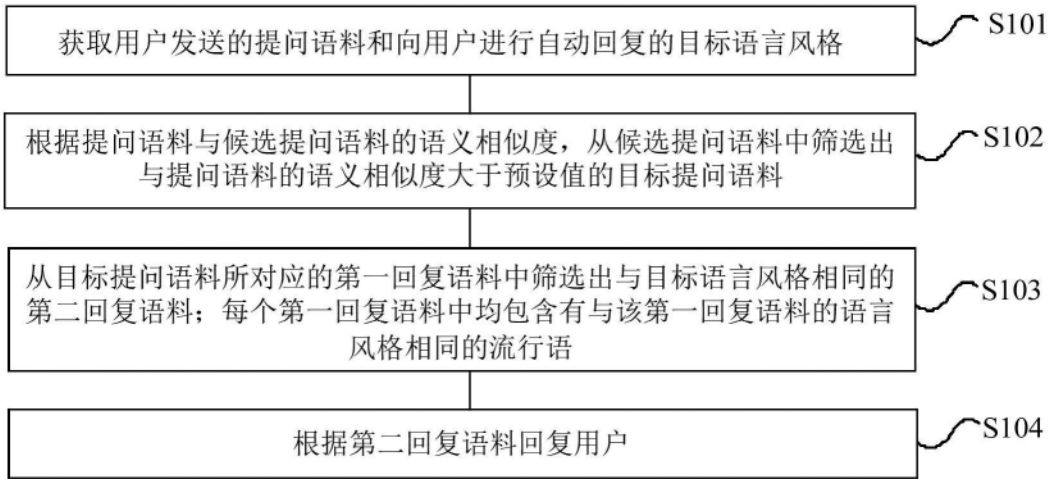 获取用户发送的提问语料和向用户进行自动回复的目标语言风格
S101
根据提问语料与候选提问语料的语义相似度，从候选提问语料中筛选出
与提问语料的语义相似度大于预设值的目标提问语料
S102
从目标提问语料所对应的第一回复语料中筛选出与目标语言风格相同的
第二回复语料；每个第一回复语料中均包含有与该第一回复语料的语言
风格相同的流行语
S103
根据第二回复语料回复用户
S104